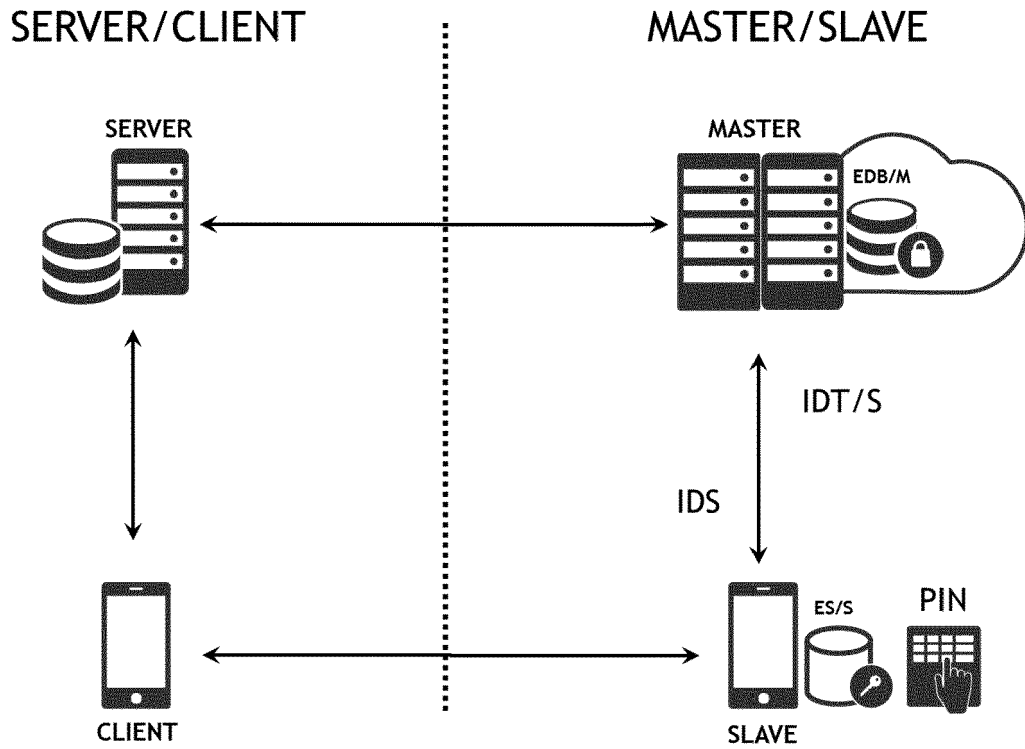 SERVER/CLIENT
MASTER/SLAVE
SERVER
MASTER
EDB/M
IDT/S
IDS
ES/S
PIN
CLIENT
SLAVE